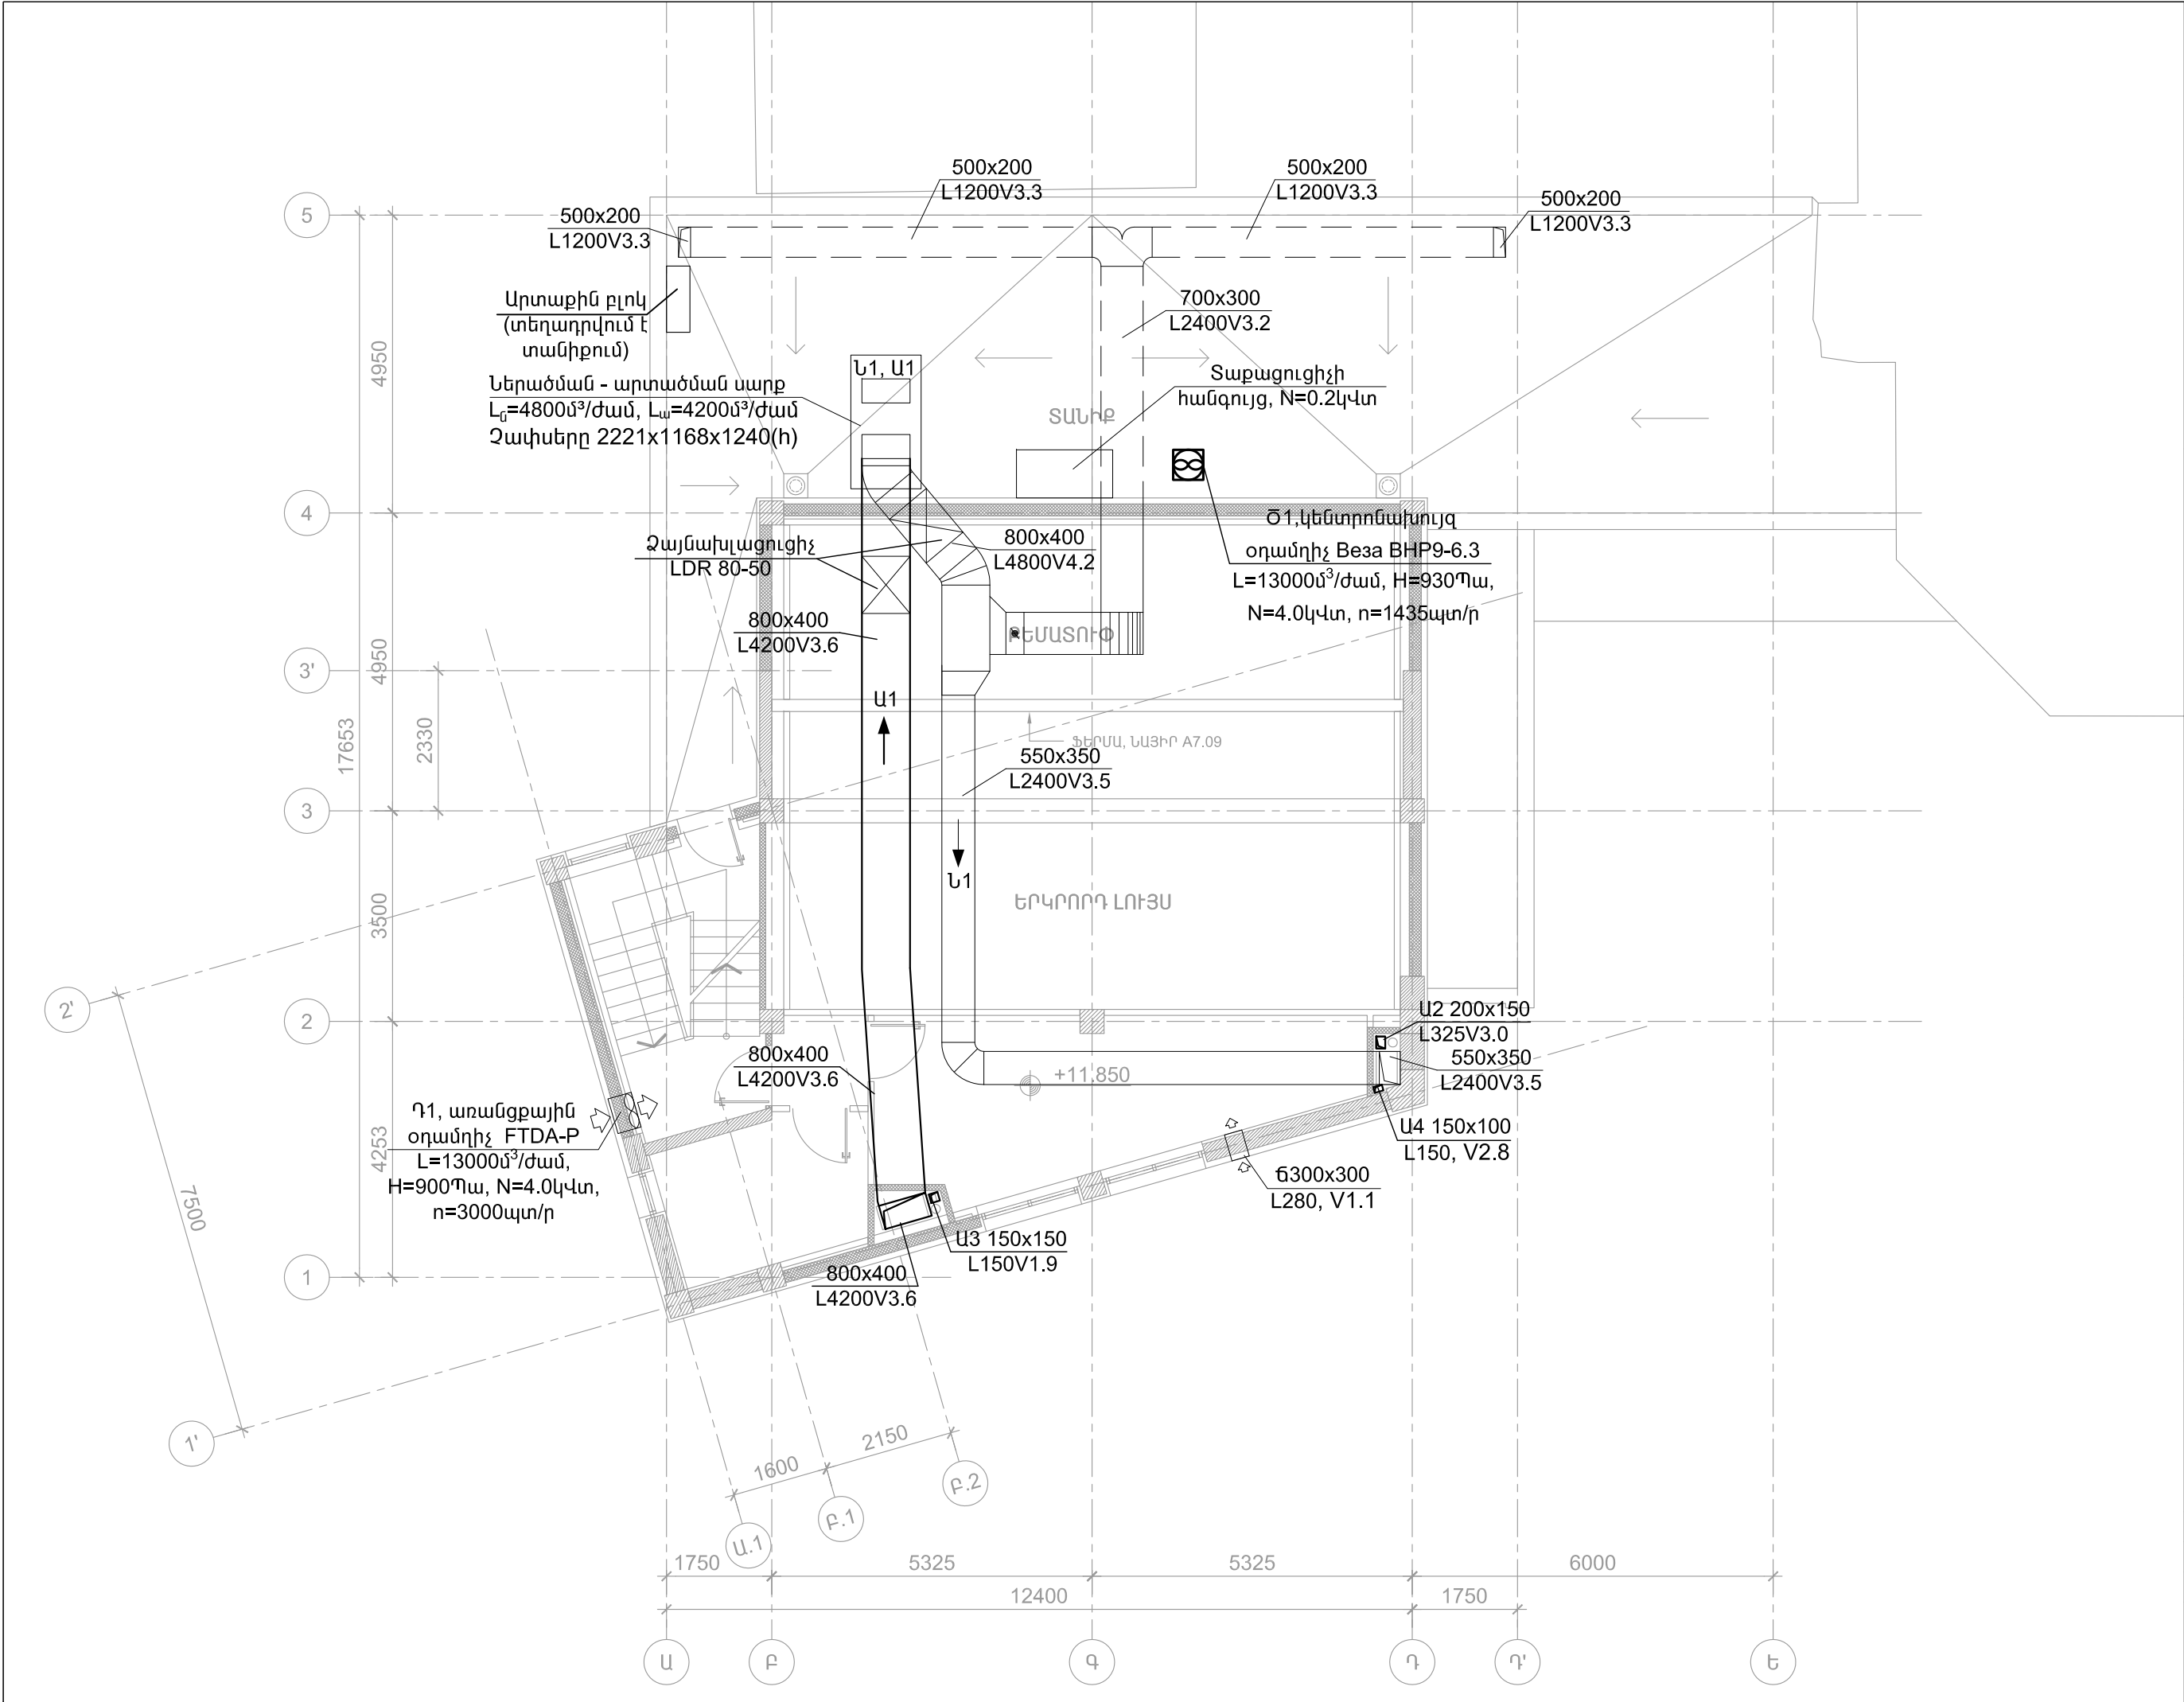 500x200
L1200V3.3
500x200
L1200V3.3
500x200
L1200V3.3
500x200
L1200V3.3
5
Արտաքին բլոկ
(տեղադրվում է
տանիքում)
700x300
L2400V3.2
4950
Ն1, Ա1
Ներածման - արտածման սարք
Lն=4800մ³/ժամ, Lա=4200մ³/ժամ
Չափսերը 2221x1168x1240(h)
Տաքացուցիչի
հանգույց, N=0.2կՎտ
ՏԱՆԻՔ
4
Ծ1,կենտրոնախույզ
օդամղիչ Веза ВНР9-6.3
L=13000մ³/ժամ, H=930Պա,
N=4.0կՎտ, n=1435պտ/ր
Ձայնախլացուցիչ
LDR 80-50
800x400
L4800V4.2
800x400
L4200V3.6
ԲԵՄԱՏՈՒՓ
4950
3'
Ա1
17653
2330
ՖԵՐՄԱ, ՆԱՅԻՐ A7.09
550x350
L2400V3.5
3
Ն1
3500
ԵՐԿՐՈՐԴ ԼՈՒՅՍ
2'
2
Ա2 200x150
L325V3.0
550x350
L2400V3.5
800x400
L4200V3.6
+11.850
Դ1, առանցքային
օդամղիչ FTDA-P
L=13000մ³/ժամ,
H=900Պա, N=4.0կՎտ,
n=3000պտ/ր
4253
Ա4 150x100
L150, V2.8
ճ300x300
L280, V1.1
7500
Ա3 150x150
L150V1.9
1
800x400
L4200V3.6
1'
2150
1600
Բ.2
Բ.1
Ա.1
1750
5325
5325
6000
12400
1750
Ա
Բ
Գ
Դ
Դ'
Ե